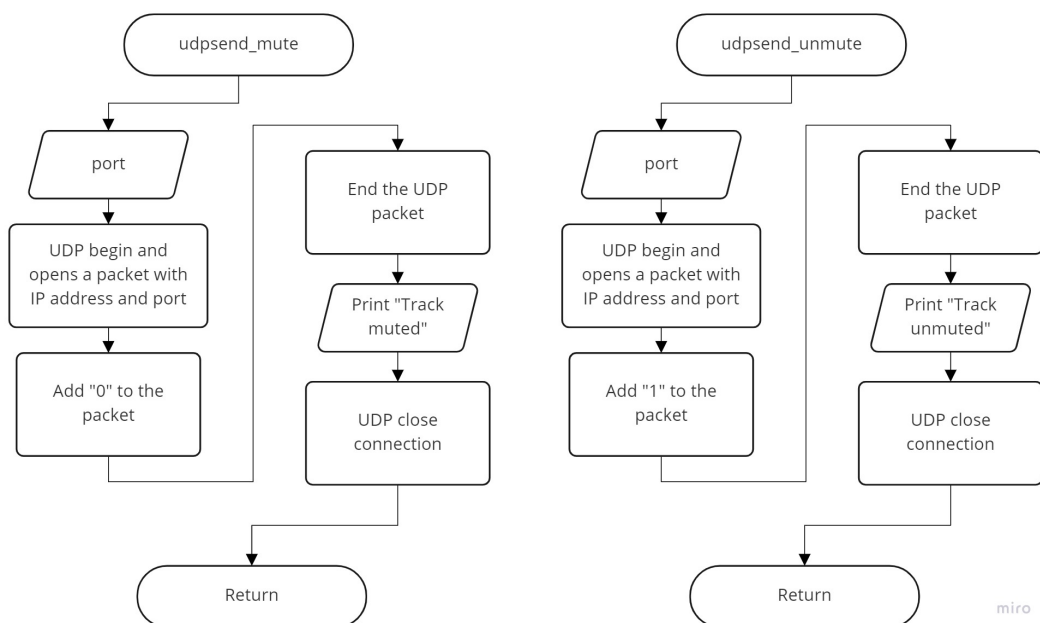 udpsend_mute
port
UDP begin and
opens a packet with
IP address and port
Add "0" to the
packet
End the UDP
packet
Print "Track
muted"
UDP close
connection
Return
udpsend_unmute
port
UDP begin and
opens a packet with
IP address and port
Add "1" to the
packet
End the UDP
packet
Print "Track
unmuted"
UDP close
connection
Return
miro